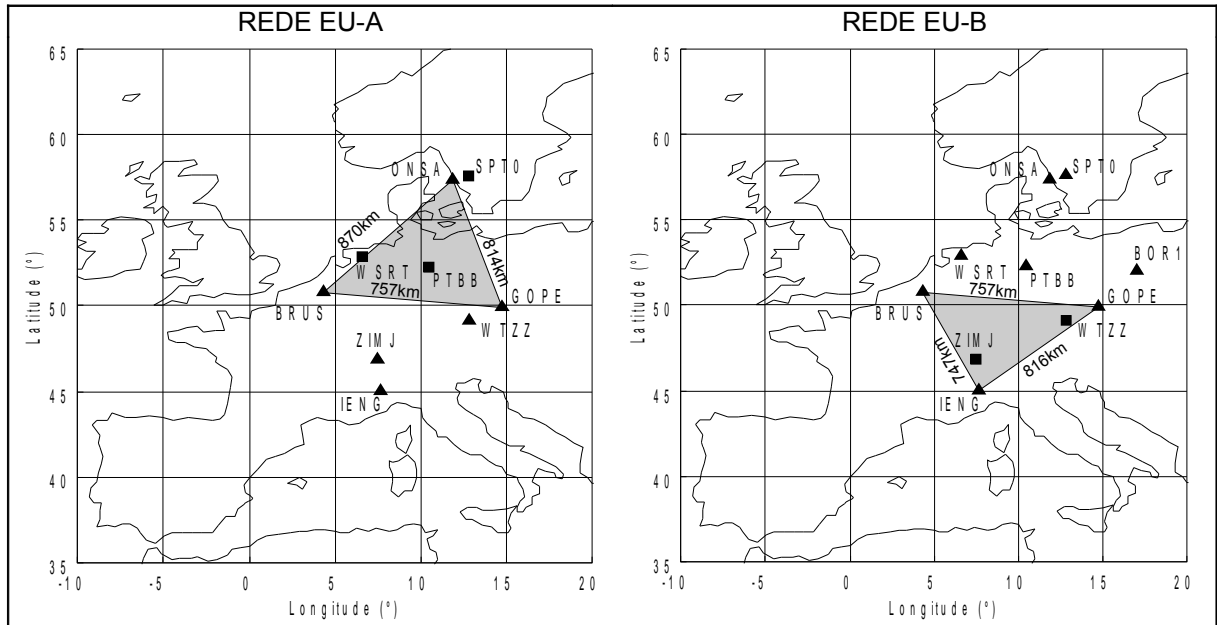 REDE EU-A
65
60
55
50
45
40
35
Latitude (º)
ONSA
SPT0
870km
814km
WSRT
PTBB
757km
BRUS
GOPE
WTZZ
ZIMJ
IENG
-10
-5
0
5
10
15
20
Longitude (º)
REDE EU-B
65
60
55
50
45
40
35
Latitude (º)
ONSA
SPT0
BOR1
WSRT
PTBB
757km
BRUS
GOPE
WTZZ
ZIMJ
747km
816km
IENG
-10
-5
0
5
10
15
20
Longitude (º)